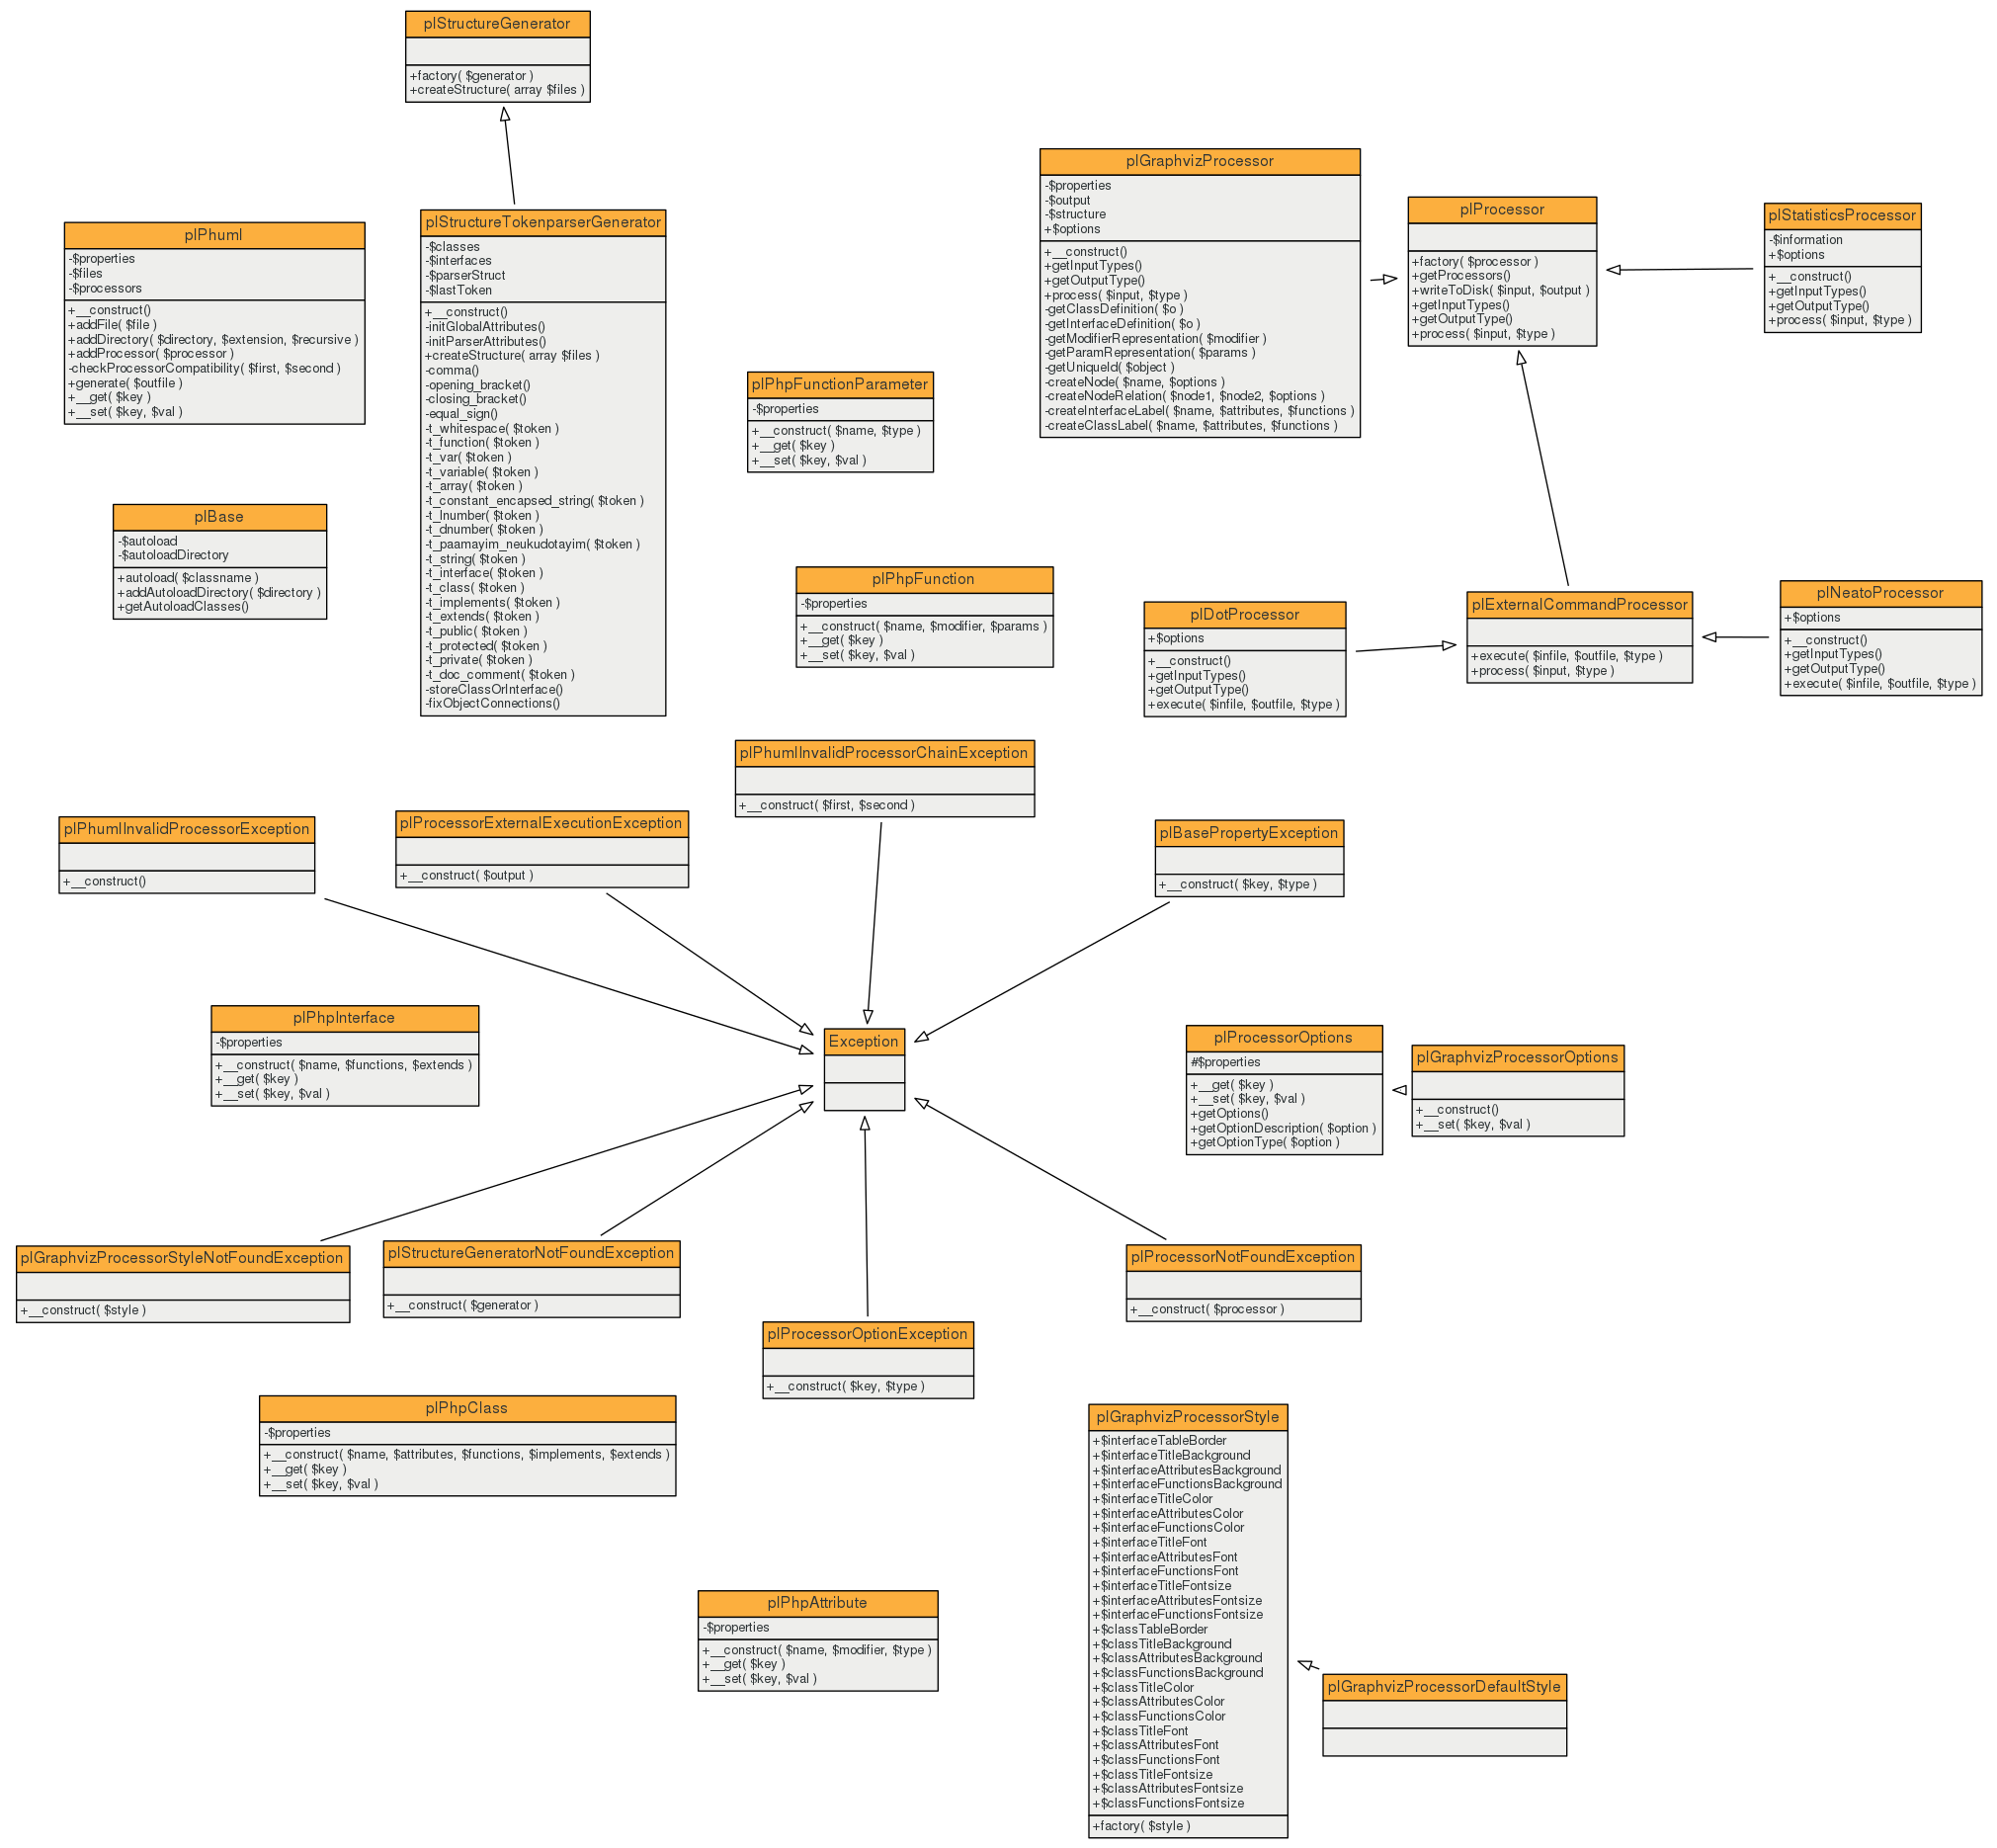 plStructureGenerator
+factory( $generator )
+createStructure( array $files )
plGraphvizProcessor
-$properties
-$output
-$structure
+$options
+__construct()
+getInputTypes()
+getOutputType()
+process( $input, $type )
-getClassDefinition( $o )
-getInterfaceDefinition( $o )
-getModifierRepresentation( $modifier )
-getParamRepresentation( $params )
-getUniqueId( $object )
-createNode( $name, $options )
-createNodeRelation( $node1, $node2, $options )
-createInterfaceLabel( $name, $attributes, $functions )
-createClassLabel( $name, $attributes, $functions )
plProcessor
+factory( $processor )
+getProcessors()
+writeToDisk( $input, $output )
+getInputTypes()
+getOutputType()
+process( $input, $type )
plStatisticsProcessor
-$information
+$options
+__construct()
+getInputTypes()
+getOutputType()
+process( $input, $type )
plPhuml
-$properties
-$files
-$processors
+__construct()
+addFile( $file )
+addDirectory( $directory, $extension, $recursive )
+addProcessor( $processor )
-checkProcessorCompatibility( $first, $second )
+generate( $outfile )
+__get( $key )
+__set( $key, $val )
plStructureTokenparserGenerator
-$classes
-$interfaces
-$parserStruct
-$lastToken
+__construct()
-initGlobalAttributes()
-initParserAttributes()
+createStructure( array $files )
-comma()
-opening_bracket()
-closing_bracket()
-equal_sign()
-t_whitespace( $token )
-t_function( $token )
-t_var( $token )
-t_variable( $token )
-t_array( $token )
-t_constant_encapsed_string( $token )
-t_lnumber( $token )
-t_dnumber( $token )
-t_paamayim_neukudotayim( $token )
-t_string( $token )
-t_interface( $token )
-t_class( $token )
-t_implements( $token )
-t_extends( $token )
-t_public( $token )
-t_protected( $token )
-t_private( $token )
-t_doc_comment( $token )
-storeClassOrInterface()
-fixObjectConnections()
plPhpFunctionParameter
-$properties
+__construct( $name, $type )
+__get( $key )
+__set( $key, $val )
plBase
-$autoload
-$autoloadDirectory
+autoload( $classname )
+addAutoloadDirectory( $directory )
+getAutoloadClasses()
plPhpFunction
-$properties
+__construct( $name, $modifier, $params )
+__get( $key )
+__set( $key, $val )
plDotProcessor
+$options
+__construct()
+getInputTypes()
+getOutputType()
+execute( $infile, $outfile, $type )
plExternalCommandProcessor
+execute( $infile, $outfile, $type )
+process( $input, $type )
plNeatoProcessor
+$options
+__construct()
+getInputTypes()
+getOutputType()
+execute( $infile, $outfile, $type )
plPhumlInvalidProcessorChainException
+__construct( $first, $second )
plPhumlInvalidProcessorException
+__construct()
plProcessorExternalExecutionException
+__construct( $output )
plBasePropertyException
+__construct( $key, $type )
plPhpInterface
-$properties
+__construct( $name, $functions, $extends )
+__get( $key )
+__set( $key, $val )
Exception
plProcessorOptions
#$properties
+__get( $key )
+__set( $key, $val )
+getOptions()
+getOptionDescription( $option )
+getOptionType( $option )
plGraphvizProcessorOptions
+__construct()
+__set( $key, $val )
plGraphvizProcessorStyleNotFoundException
+__construct( $style )
plStructureGeneratorNotFoundException
+__construct( $generator )
plProcessorOptionException
+__construct( $key, $type )
plProcessorNotFoundException
+__construct( $processor )
plPhpClass
-$properties
+__construct( $name, $attributes, $functions, $implements, $extends )
+__get( $key )
+__set( $key, $val )
plPhpAttribute
-$properties
+__construct( $name, $modifier, $type )
+__get( $key )
+__set( $key, $val )
plGraphvizProcessorStyle
+$interfaceTableBorder
+$interfaceTitleBackground
+$interfaceAttributesBackground
+$interfaceFunctionsBackground
+$interfaceTitleColor
+$interfaceAttributesColor
+$interfaceFunctionsColor
+$interfaceTitleFont
+$interfaceAttributesFont
+$interfaceFunctionsFont
+$interfaceTitleFontsize
+$interfaceAttributesFontsize
+$interfaceFunctionsFontsize
+$classTableBorder
+$classTitleBackground
+$classAttributesBackground
+$classFunctionsBackground
+$classTitleColor
+$classAttributesColor
+$classFunctionsColor
+$classTitleFont
+$classAttributesFont
+$classFunctionsFont
+$classTitleFontsize
+$classAttributesFontsize
+$classFunctionsFontsize
+factory( $style )
plGraphvizProcessorDefaultStyle